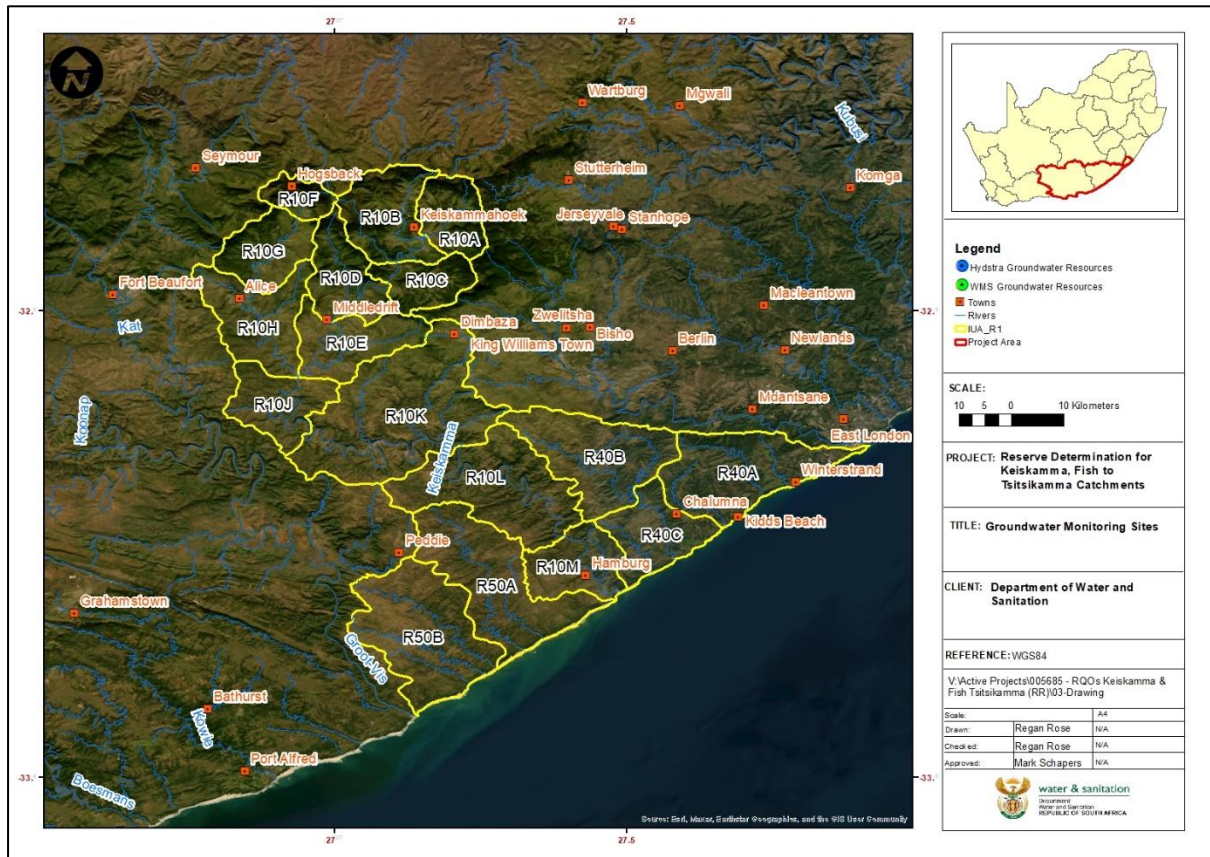 27°
27.5
N
Wartburg
Mgwali
Kubusi
Seymour
Stutterheim
Hogsback
Komga
R10F
R10B
Keiskammahoek
Jerseyvale
Stanhope
R10A
R10G
R10D
R10C
Fort Beaufort
Alice
Middledrift
Macleantown
32.°
32.°
Kat
Dimbaza
Zwelitsha
Bisho
R10H
R10E
King Williams Town
Berlin
Newlands
R10J
R10K
Mdantsane
Koonap
East London
Keiskamma
R40B
R10L
R40A
Winterstrand
Chalumna
Kidds Beach
R40C
Peddie
R10M
Hamburg
R50A
Grahamstown
R50B
Groot-Vis
Bathurst
Kowie
Port Alfred
Boesmans
33.°
33.°
Source: Esri, Maxar, Earthstar Geographics, and the GIS User Community
27°
27.5
Legend
Hydstra Groundwater Resources
WMS Groundwater Resources
Towns
Rivers
IUA_R1
Project Area
SCALE:
10 5 0 10 Kilometers
PROJECT: Reserve Determination for
Keiskamma, Fish to
Tsitsikamma Catchments
TITLE: Groundwater Monitoring Sites
CLIENT: Department of Water and
Sanitation
REFERENCE: WGS84
V:\Active Projects\005685 - RQOs Keiskamma &
Fish Tsitsikamma (RR)\03-Drawing
Scale: A4
Drawn: Regan Rose N/A
Checked: Regan Rose N/A
Approved: Mark Schapers N/A
water & sanitation
Department
Water and Sanitation
REPUBLIC OF SOUTH AFRICA